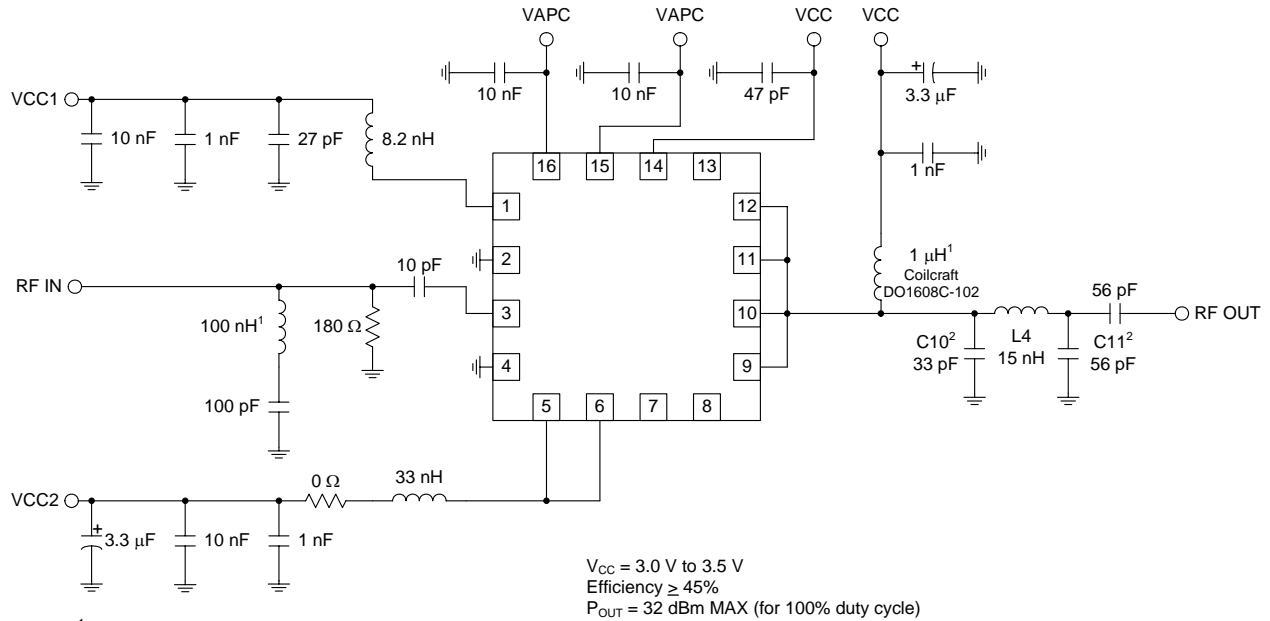 VAPC VAPC VCC VCC
10 nF 10 nF 47 pF + 3.3 µF
VCC1
10 nF 1 nF 27 pF 8.2 nH
1 nF
16 15 14 13
1 12
2 11
3 10
4 9
5 6 7 8
10 pF
RF IN
100 nH¹ 180 Ω
100 pF
1 µH¹
Coilcraft
DO1608C-102
56 pF
RF OUT
C10² L4 C11²
33 pF 15 nH 56 pF
0 Ω 33 nH
VCC2
+ 3.3 µF 10 nF 1 nF
V_CC = 3.0 V to 3.5 V
Efficiency ≥ 45%
P_OUT = 32 dBm MAX (for 100% duty cycle)